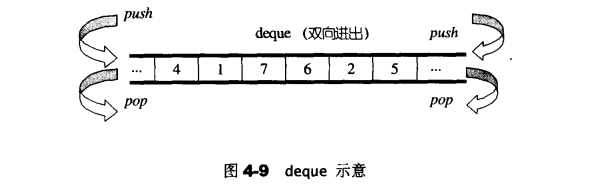 push
deque （双向进出） push
... 4 1 7 6 2 5 ...
pop pop
图 4-9 deque 示意